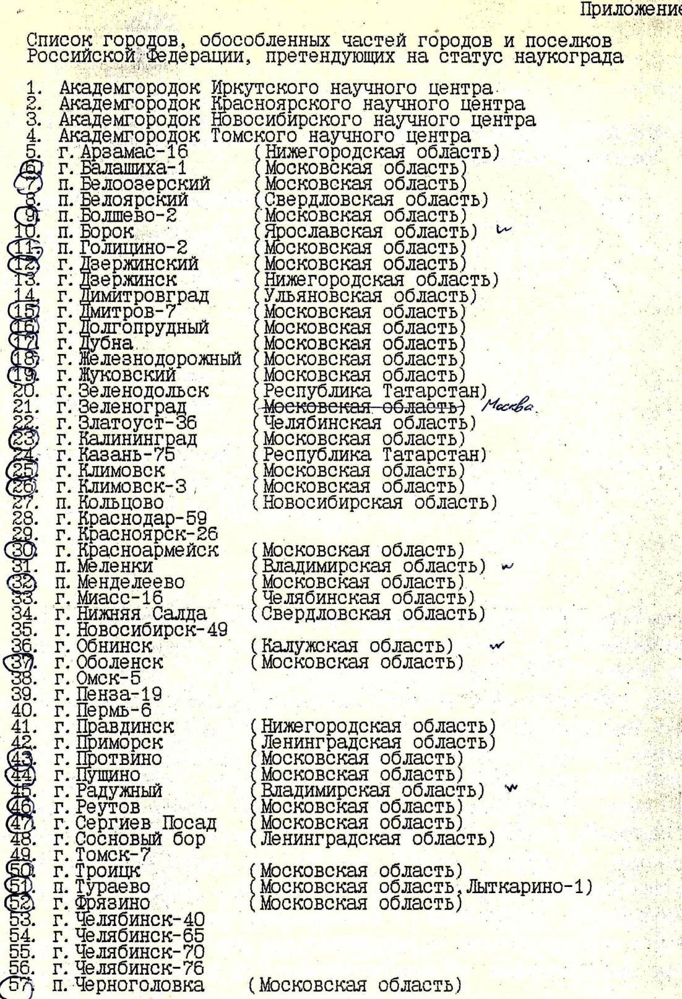 Приложение
Список городов, обособленных частей городов и поселков
Российской Федерации, претендующих на статус наукограда
1. Академгородок Иркутского научного центра
2. Академгородок Красноярского научного центра
3. Академгородок Новосибирского научного центра
4. Академгородок Томского научного центра
5. г. Арзамас-16 (Нижегородская область)
6. г. Балашиха-1 (Московская область)
7. п. Белоозерский (Московская область)
8. п. Белоярский (Свердловская область)
9. п. Болшево-2 (Московская область)
10. п. Борок (Ярославская область)
11. п. Голицино-2 (Московская область)
12. г. Дзержинский (Московская область)
13. г. Дзержинск (Нижегородская область)
14. г. Димитровград (Ульяновская область)
15. г. Дмитров-7 (Московская область)
16. г. Долгопрудный (Московская область)
17. г. Дубна (Московская область)
18. г. Железнодорожный (Московская область)
19. г. Жуковский (Московская область)
20. г. Зеленодольск (Республика Татарстан)
21. г. Зеленоград (Московская область) Москва.
22. г. Златоуст-36 (Челябинская область)
23. г. Калининград (Московская область)
24. г. Казань-75 (Республика Татарстан)
25. г. Климовск (Московская область)
26. г. Климовск-3 (Московская область)
27. п. Кольцово (Новосибирская область)
28. г. Краснодар-59
29. г. Красноярск-26
30. г. Красноармейск (Московская область)
31. п. Меленки (Владимирская область)
32. п. Менделеево (Московская область)
33. г. Миасс-16 (Челябинская область)
34. г. Нижняя Салда (Свердловская область)
35. г. Новосибирск-49
36. г. Обнинск (Калужская область)
37. г. Оболенск (Московская область)
38. г. Омск-5
39. г. Пенза-19
40. г. Пермь-6
41. г. Правдинск (Нижегородская область)
42. г. Приморск (Ленинградская область)
43. г. Протвино (Московская область)
44. г. Пущино (Московская область)
45. г. Радужный (Владимирская область)
46. г. Реутов (Московская область)
47. г. Сергиев Посад (Московская область)
48. г. Сосновый бор (Ленинградская область)
49. г. Томск-7
50. г. Троицк (Московская область)
51. п. Тураево (Московская область, Лыткарино-1)
52. г. Фрязино (Московская область)
53. г. Челябинск-40
54. г. Челябинск-65
55. г. Челябинск-70
56. г. Челябинск-76
57. п. Черноголовка (Московская область)